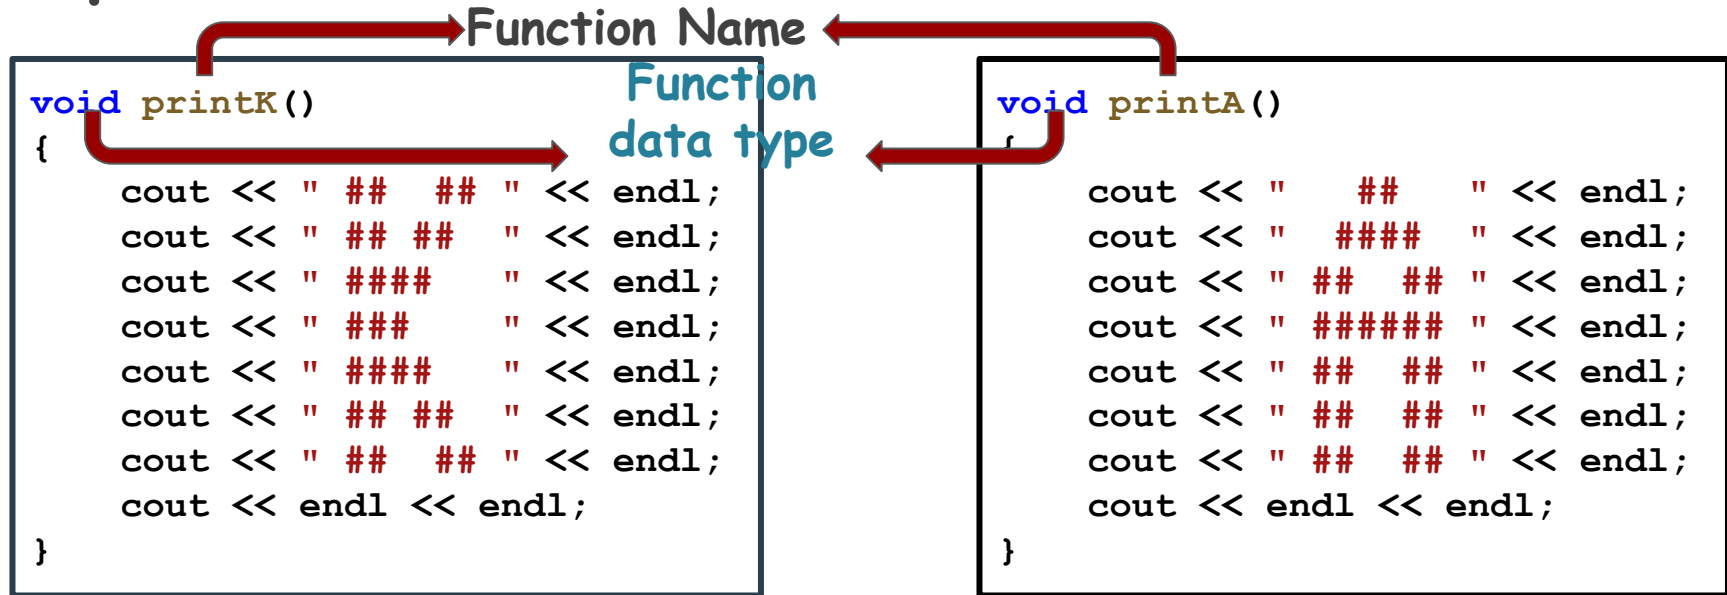 Function Name
Function
data type
void printK()
{
    cout << " ##  ## " << endl;
    cout << " ## ##  " << endl;
    cout << " ####   " << endl;
    cout << " ###    " << endl;
    cout << " ####   " << endl;
    cout << " ## ##  " << endl;
    cout << " ##  ## " << endl;
    cout << endl << endl;
}
void printA()
{
    cout << "   ##   " << endl;
    cout << "  ####  " << endl;
    cout << " ##  ## " << endl;
    cout << " ###### " << endl;
    cout << " ##  ## " << endl;
    cout << " ##  ## " << endl;
    cout << " ##  ## " << endl;
    cout << endl << endl;
}